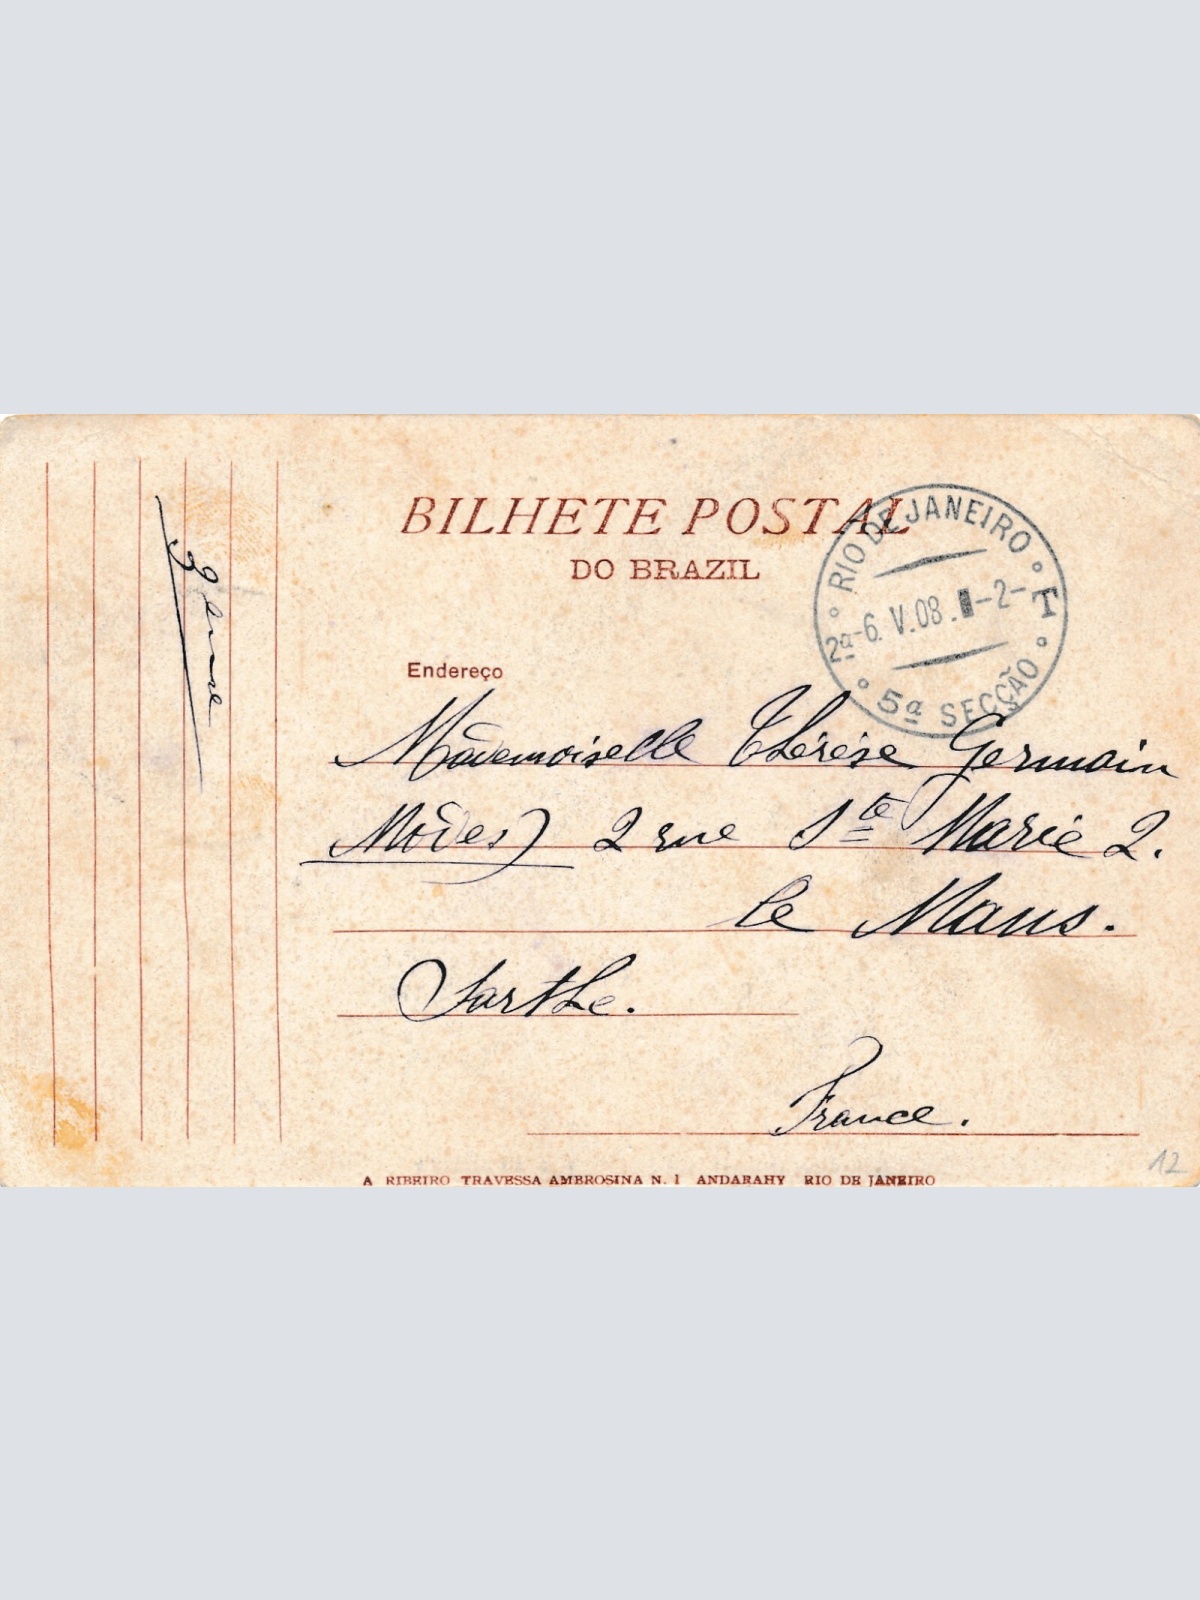 BILHETE POSTAL
DO BRAZIL
RIO DE JANEIRO
2ª-6.V.08.-2-T
5ª SECÇÃO
Endereço
Mademoiselle Thérèse Germain
Modes) 2 rue Ste Marie 2.
le Mans.
Sarthe.
France.
A RIBEIRO TRAVESSA AMBROSINA N. 1 ANDARAHY RIO DE JANEIRO
12